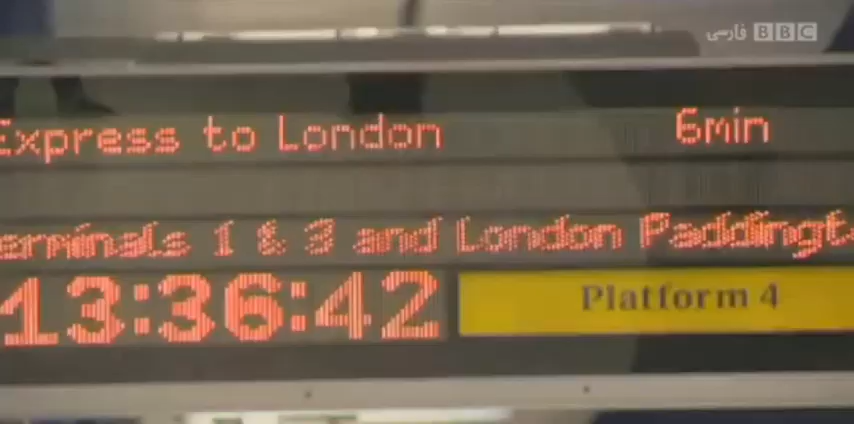 فارسی BBC
Express to London 6min
erminals 1 & 3 and London Paddingt
13:36:42 Platform 4